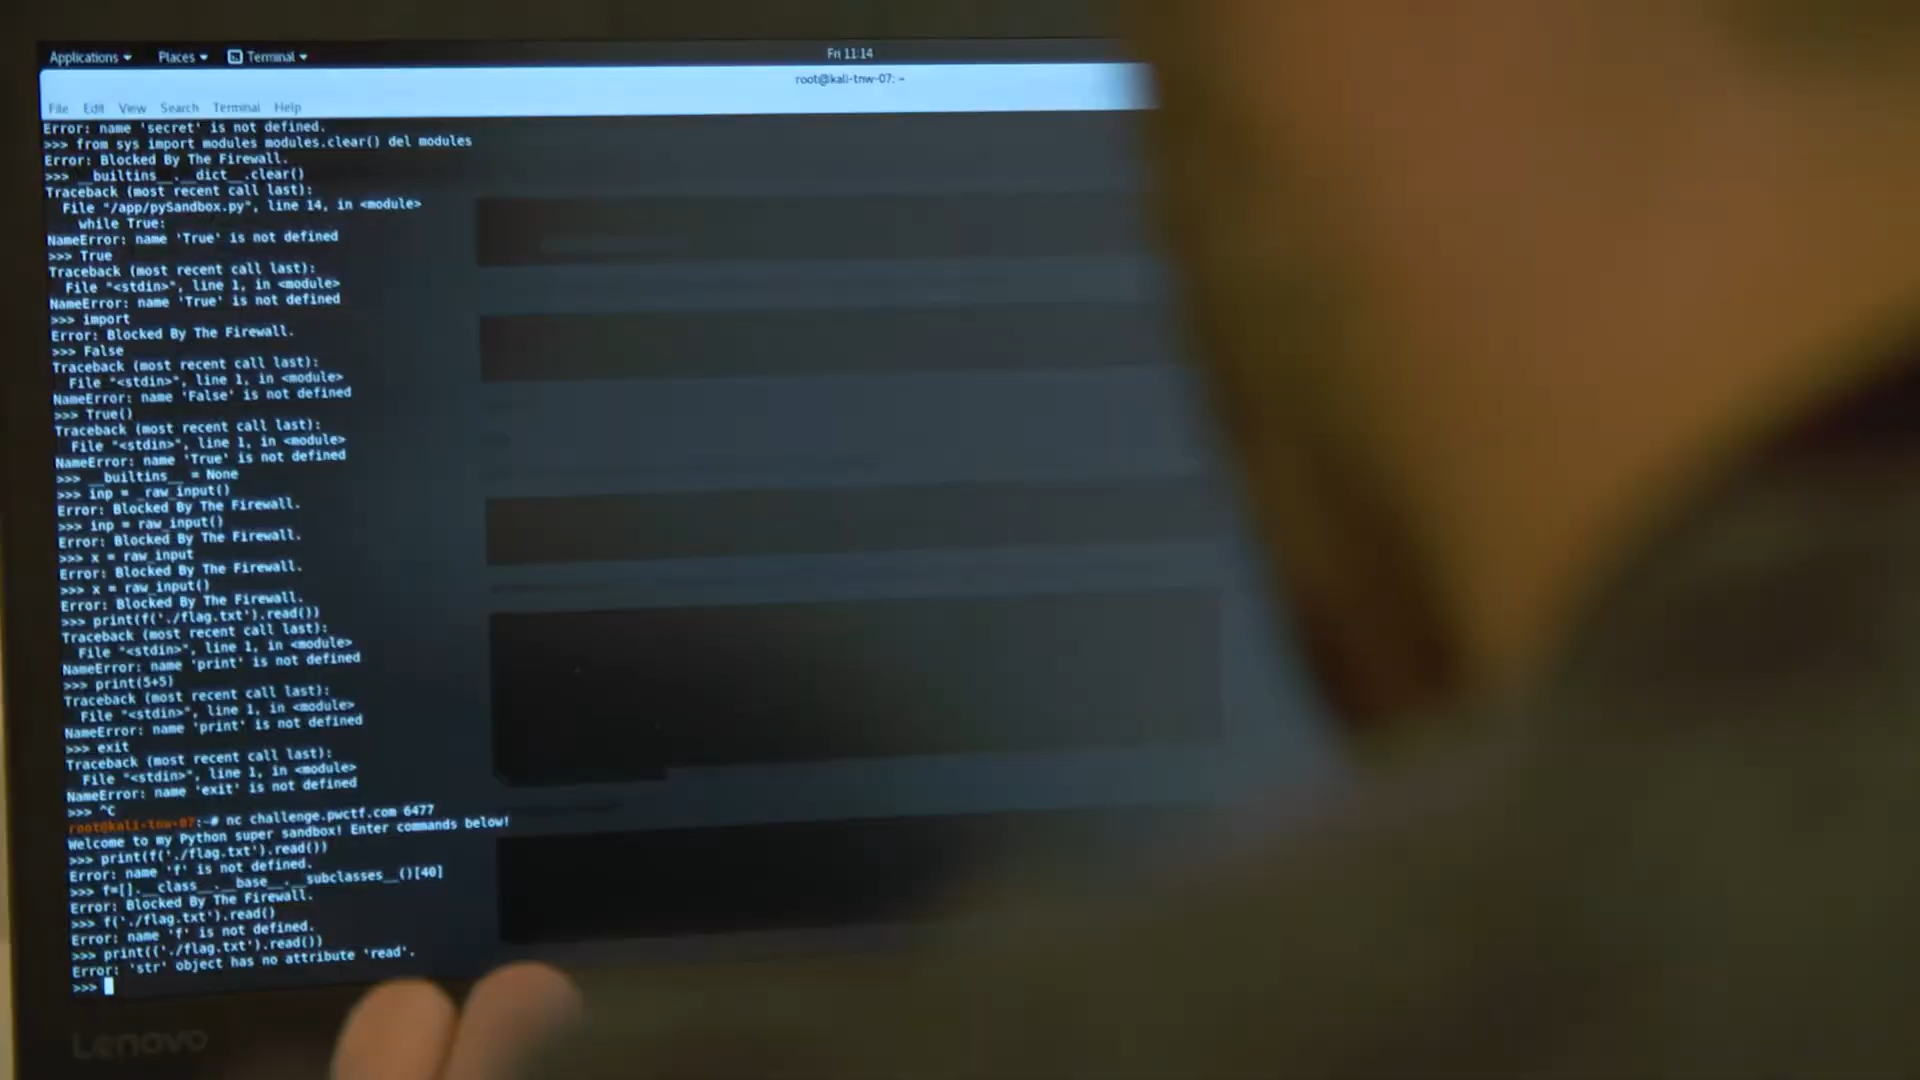 Applications Places Terminal Fri 11:14
root@kali-tnw-07: ~
File Edit View Search Terminal Help
Error: name 'secret' is not defined.
>>> from sys import modules modules.clear() del modules
Error: Blocked By The Firewall.
>>> __builtins__.__dict__.clear()
Traceback (most recent call last):
File "/app/pySandbox.py", line 14, in <module>
while True:
NameError: name 'True' is not defined
>>> True
Traceback (most recent call last):
File "<stdin>", line 1, in <module>
NameError: name 'True' is not defined
>>> import
Error: Blocked By The Firewall.
>>> False
Traceback (most recent call last):
File "<stdin>", line 1, in <module>
NameError: name 'False' is not defined
>>> True()
Traceback (most recent call last):
File "<stdin>", line 1, in <module>
NameError: name 'True' is not defined
>>> __builtins__ = None
>>> inp = _raw_input()
Error: Blocked By The Firewall.
>>> inp = raw_input()
Error: Blocked By The Firewall.
>>> x = raw_input
Error: Blocked By The Firewall.
>>> x = raw_input()
Error: Blocked By The Firewall.
>>> print(f('./flag.txt').read())
Traceback (most recent call last):
File "<stdin>", line 1, in <module>
NameError: name 'print' is not defined
>>> print(5+5)
Traceback (most recent call last):
File "<stdin>", line 1, in <module>
NameError: name 'print' is not defined
>>> exit
Traceback (most recent call last):
File "<stdin>", line 1, in <module>
NameError: name 'exit' is not defined
>>> ^C
root@kali-tnw-07:~# nc challenge.pwctf.com 6477
Welcome to my Python super sandbox! Enter commands below!
>>> print(f('./flag.txt').read())
Error: name 'f' is not defined.
>>> f=[].__class__.__base__.__subclasses__()[40]
Error: Blocked By The Firewall.
>>> f('./flag.txt').read()
Error: name 'f' is not defined.
>>> print(('./flag.txt').read())
Error: 'str' object has no attribute 'read'.
>>>
Lenovo